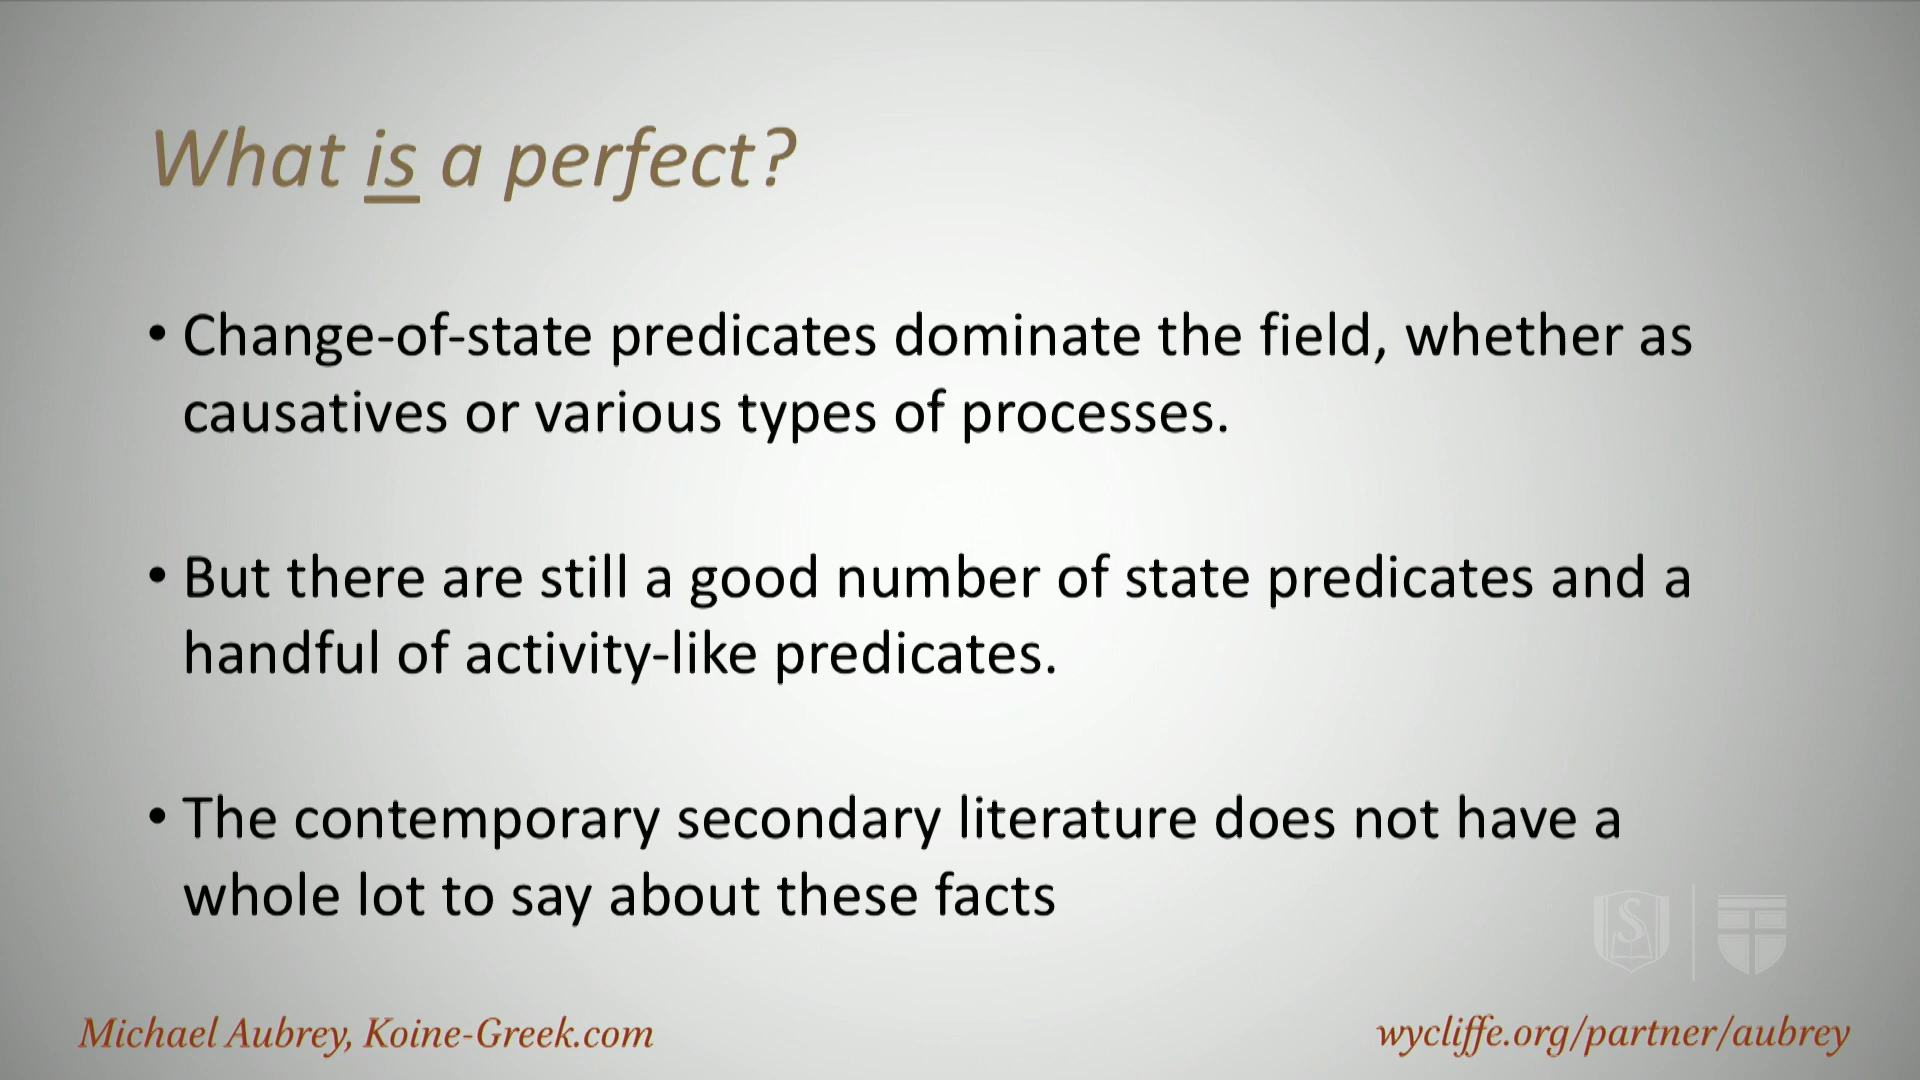 What is a perfect?
• Change-of-state predicates dominate the field, whether as
causatives or various types of processes.
• But there are still a good number of state predicates and a
handful of activity-like predicates.
• The contemporary secondary literature does not have a
whole lot to say about these facts
S
Michael Aubrey, Koine-Greek.com
wycliffe.org/partner/aubrey